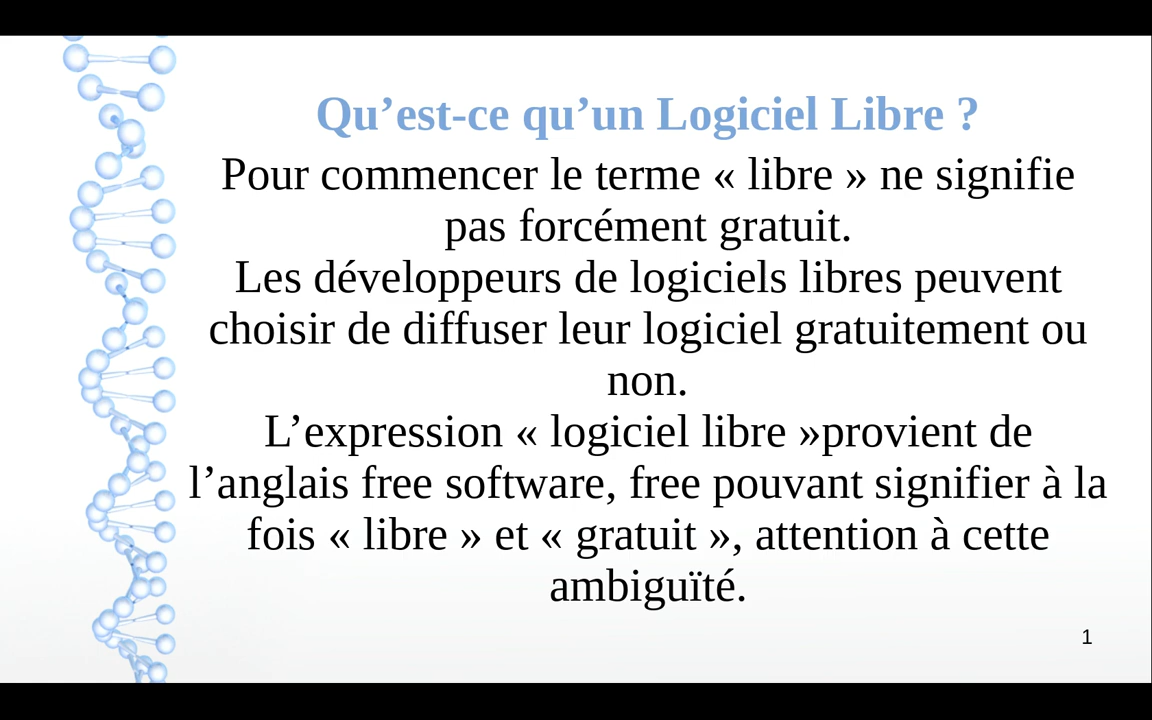 Qu’est-ce qu’un Logiciel Libre ?
Pour commencer le terme « libre » ne signifie
pas forcément gratuit.
Les développeurs de logiciels libres peuvent
choisir de diffuser leur logiciel gratuitement ou
non.
L’expression « logiciel libre »provient de
l’anglais free software, free pouvant signifier à la
fois « libre » et « gratuit », attention à cette
ambiguïté.
1